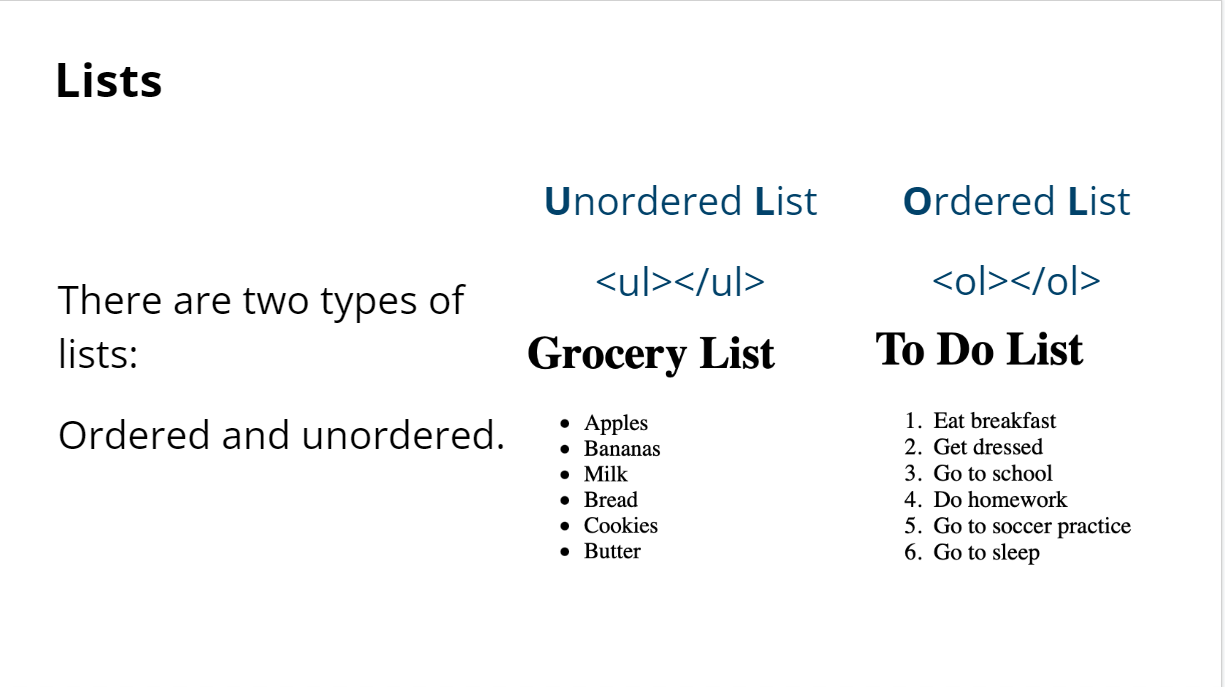 Lists
There are two types of
lists:
Ordered and unordered.
Unordered List
<ul></ul>
Grocery List
• Apples
• Bananas
• Milk
• Bread
• Cookies
• Butter
Ordered List
<ol></ol>
To Do List
1. Eat breakfast
2. Get dressed
3. Go to school
4. Do homework
5. Go to soccer practice
6. Go to sleep